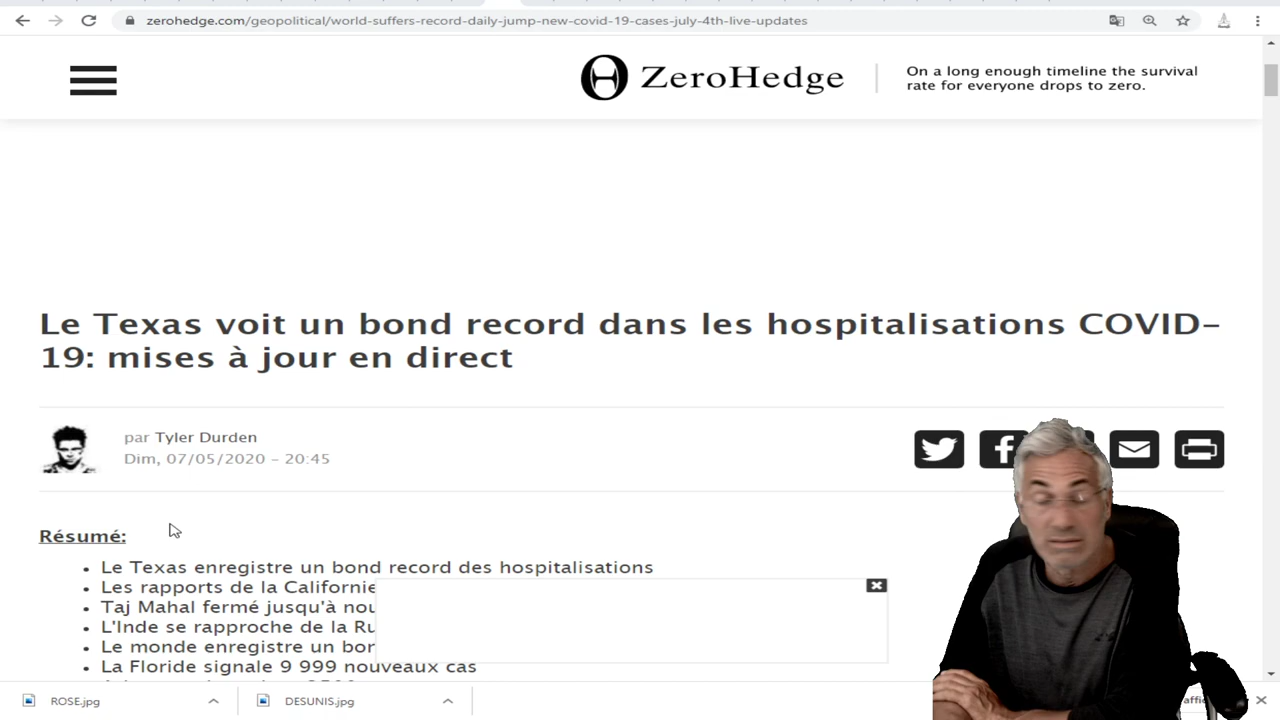 zerohedge.com/geopolitical/world-suffers-record-daily-jump-new-covid-19-cases-july-4th-live-updates
ZeroHedge
On a long enough timeline the survival
rate for everyone drops to zero.
Le Texas voit un bond record dans les hospitalisations COVID-
19: mises à jour en direct
par Tyler Durden
Dim, 07/05/2020 - 20:45
Résumé:
Le Texas enregistre un bond record des hospitalisations
Les rapports de la Californie
Taj Mahal fermé jusqu'à
L'Inde se rapproche de la
Le monde enregistre un
La Floride signale 9 999 nouveaux cas
ROSE.jpg
DESUNIS.jpg